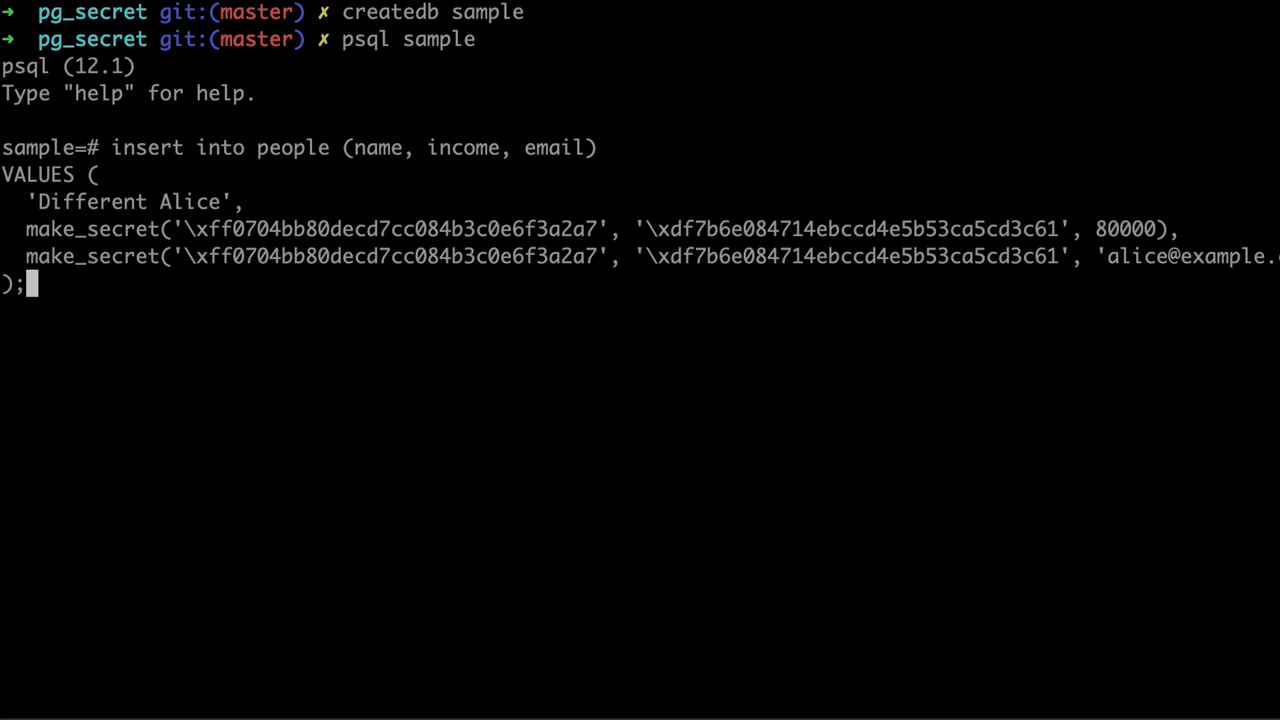 ➜  pg_secret git:(master) ✗ createdb sample
➜  pg_secret git:(master) ✗ psql sample
psql (12.1)
Type "help" for help.

sample=# insert into people (name, income, email)
VALUES (
  'Different Alice',
  make_secret('\xff0704bb80decd7cc084b3c0e6f3a2a7', '\xdf7b6e084714ebccd4e5b53ca5cd3c61', 80000),
  make_secret('\xff0704bb80decd7cc084b3c0e6f3a2a7', '\xdf7b6e084714ebccd4e5b53ca5cd3c61', 'alice@example.
);